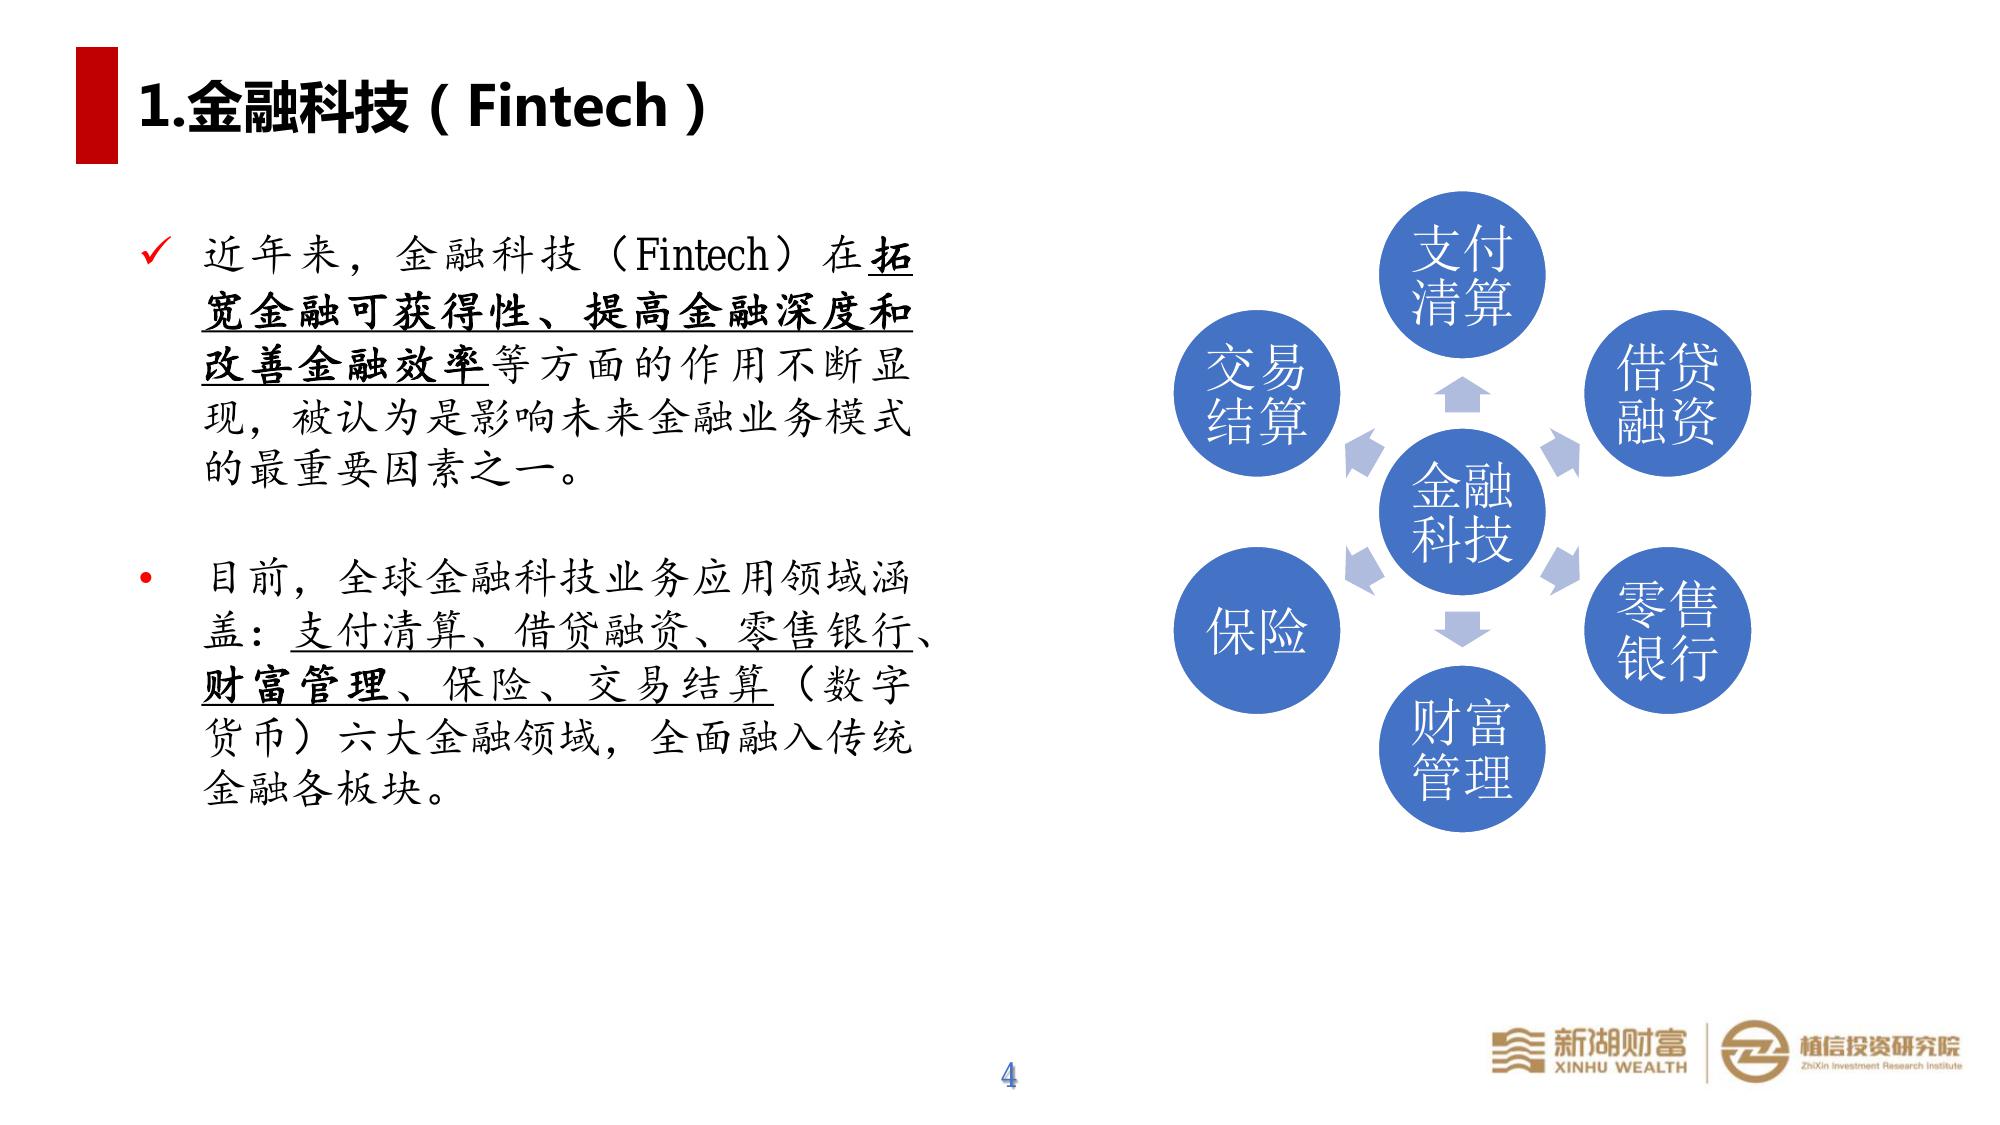 1.金融科技（Fintech）
近年来，金融科技（Fintech）在拓
宽金融可获得性、提高金融深度和
改善金融效率等方面的作用不断显
现，被认为是影响未来金融业务模式
的最重要因素之一。
目前，全球金融科技业务应用领域涵
盖：支付清算、借贷融资、零售银行、
财富管理、保险、交易结算（数字
货币）六大金融领域，全面融入传统
金融各板块。
支付
清算
借贷
融资
零售
银行
财富
管理
保险
交易
结算
金融
科技
4
新湖财富
XINHU WEALTH
植信投资研究院
ZhiXin Investment Research Institute